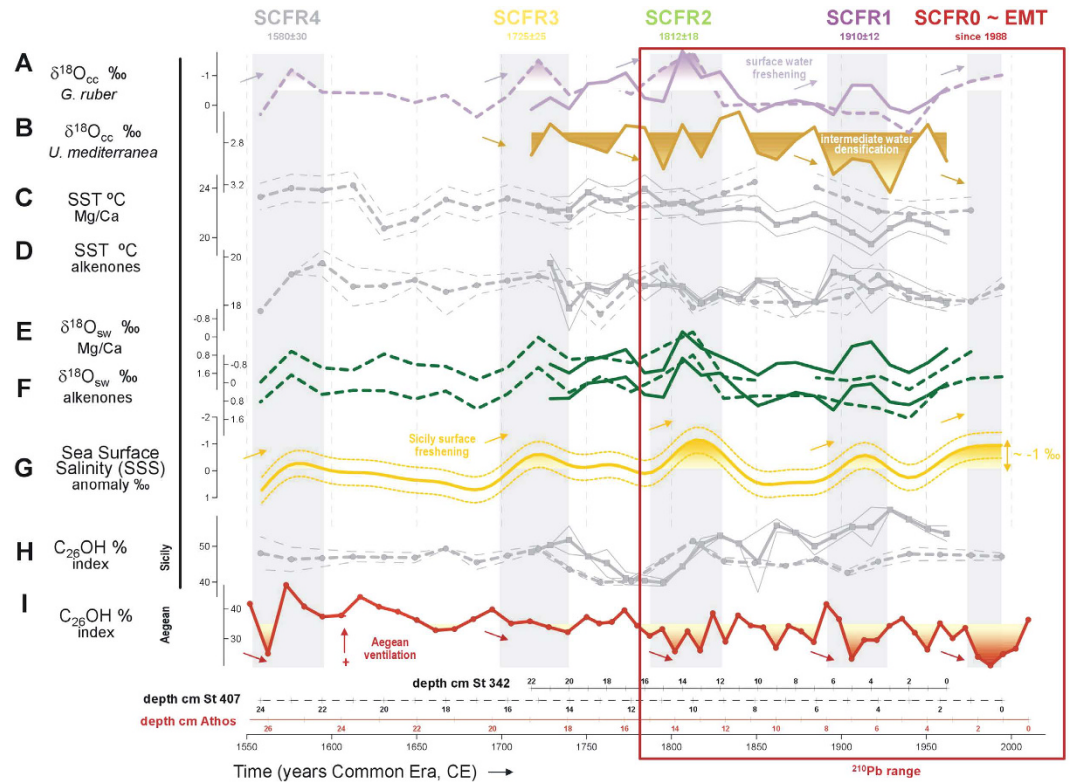 SCFR4 SCFR3 SCFR2 SCFR1 SCFR0 ~ EMT
1580±30 1725±25 1812±18 1910±12 since 1988
A δ18Occ ‰
G. ruber
-1
0
surface water
freshening
B δ18Occ ‰
U. mediterranea
2.8
3.2
intermediate water
densification
C SST ºC
Mg/Ca
24
20
D SST ºC
alkenones
20
18
E δ18Osw ‰
Mg/Ca
-0.8
0
0.8
1.6
F δ18Osw ‰
alkenones
-0.8
0
0.8
1.6
G Sea Surface
Salinity (SSS)
anomaly ‰
-2
-1
0
1
Sicily surface
freshening
~ -1 ‰
H C26OH %
index
Sicily
50
40
I C26OH %
index
Aegean
40
30
Aegean
ventilation
+
depth cm St 342 22 20 18 16 14 12 10 8 6 4 2 0
depth cm St 407 24 22 20 18 16 14 12 10 8 6 4 2 0
depth cm Athos 26 24 22 20 18 16 14 12 10 8 6 4 2 0
1550 1600 1650 1700 1750 1800 1850 1900 1950 2000
Time (years Common Era, CE) →
210Pb range